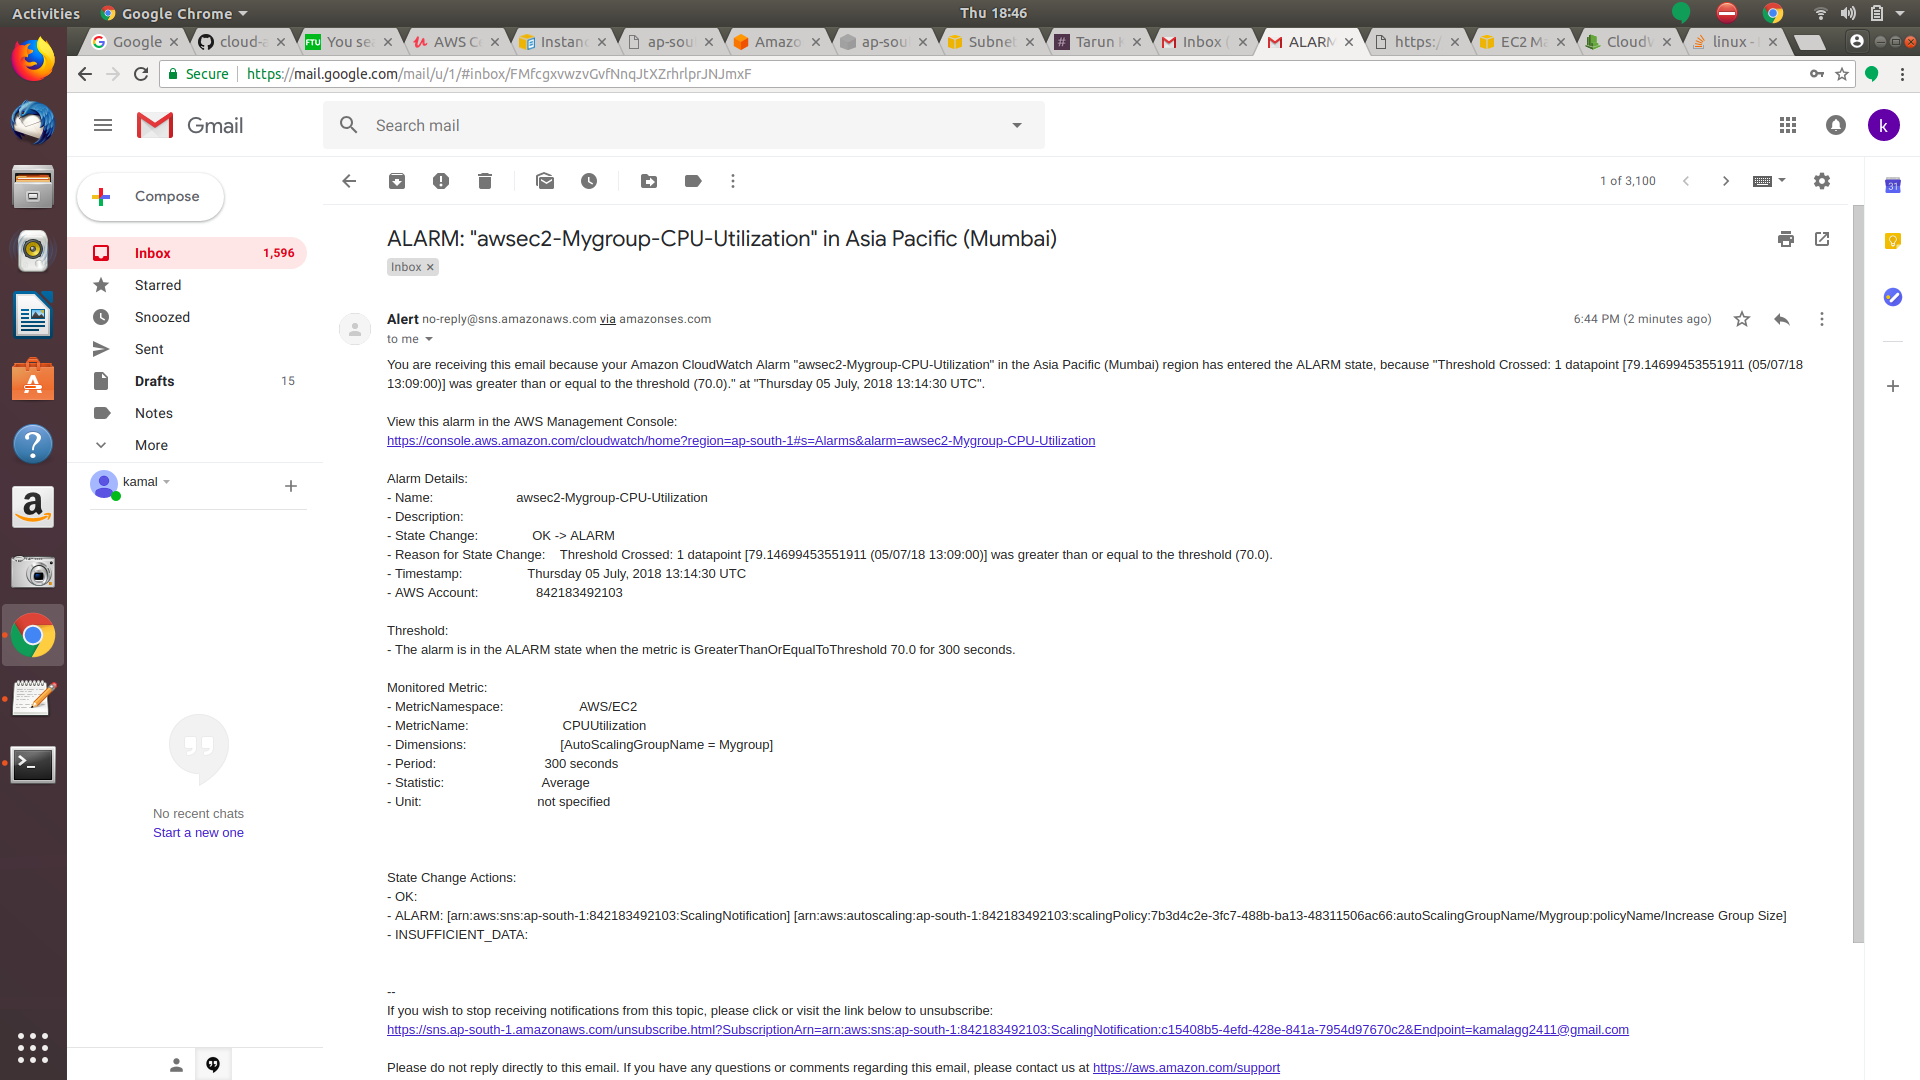 Activities Google Chrome Thu 18:46
Google cloud-a You se AWS C Instan ap-sou Amazo ap-sou Subne Tarun Inbox ALARM https:/ EC2 Ma CloudW linux -
Secure https://mail.google.com/mail/u/1/#inbox/FMfcgxvwzvGvfNnqJtXZrhrlprJNJmxF
Gmail Search mail k
Compose 1 of 3,100
Inbox 1,596
Starred
Snoozed
Sent
Drafts 15
Notes
More
kamal
No recent chats
Start a new one
ALARM: "awsec2-Mygroup-CPU-Utilization" in Asia Pacific (Mumbai)
Inbox
Alert no-reply@sns.amazonaws.com via amazonses.com 6:44 PM (2 minutes ago)
to me
You are receiving this email because your Amazon CloudWatch Alarm "awsec2-Mygroup-CPU-Utilization" in the Asia Pacific (Mumbai) region has entered the ALARM state, because "Threshold Crossed: 1 datapoint [79.14699453551911 (05/07/18
13:09:00)] was greater than or equal to the threshold (70.0)." at "Thursday 05 July, 2018 13:14:30 UTC".
View this alarm in the AWS Management Console:
https://console.aws.amazon.com/cloudwatch/home?region=ap-south-1#s=Alarms&alarm=awsec2-Mygroup-CPU-Utilization
Alarm Details:
- Name: awsec2-Mygroup-CPU-Utilization
- Description:
- State Change: OK -> ALARM
- Reason for State Change: Threshold Crossed: 1 datapoint [79.14699453551911 (05/07/18 13:09:00)] was greater than or equal to the threshold (70.0).
- Timestamp: Thursday 05 July, 2018 13:14:30 UTC
- AWS Account: 842183492103
Threshold:
- The alarm is in the ALARM state when the metric is GreaterThanOrEqualToThreshold 70.0 for 300 seconds.
Monitored Metric:
- MetricNamespace: AWS/EC2
- MetricName: CPUUtilization
- Dimensions: [AutoScalingGroupName = Mygroup]
- Period: 300 seconds
- Statistic: Average
- Unit: not specified
State Change Actions:
- OK:
- ALARM: [arn:aws:sns:ap-south-1:842183492103:ScalingNotification] [arn:aws:autoscaling:ap-south-1:842183492103:scalingPolicy:7b3d4c2e-3fc7-488b-ba13-48311506ac66:autoScalingGroupName/Mygroup:policyName/Increase Group Size]
- INSUFFICIENT_DATA:
--
If you wish to stop receiving notifications from this topic, please click or visit the link below to unsubscribe:
https://sns.ap-south-1.amazonaws.com/unsubscribe.html?SubscriptionArn=arn:aws:sns:ap-south-1:842183492103:ScalingNotification:c15408b5-4efd-428e-841a-7954d97670c2&Endpoint=kamalagg2411@gmail.com
Please do not reply directly to this email. If you have any questions or comments regarding this email, please contact us at https://aws.amazon.com/support